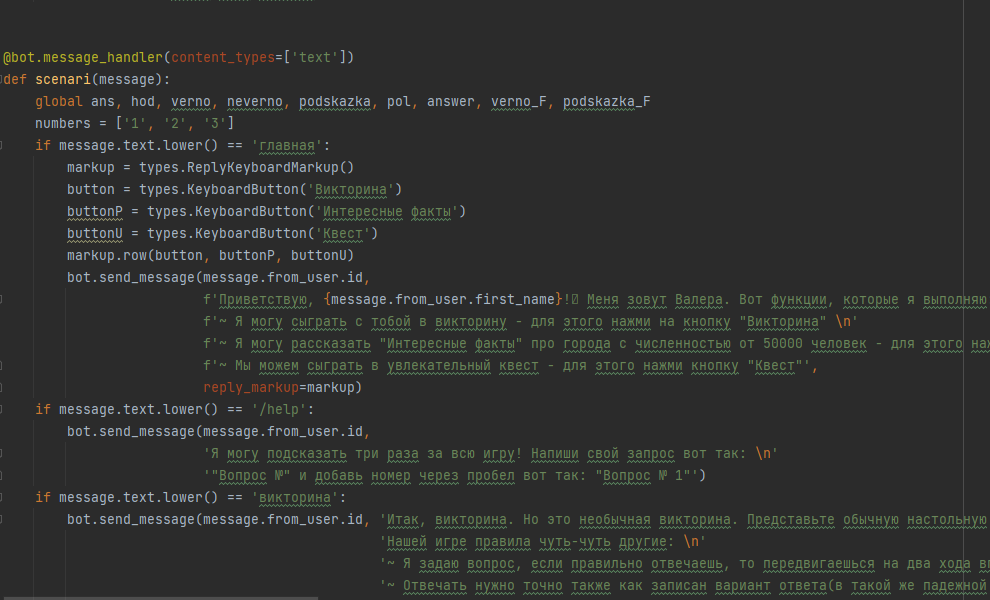 @bot.message_handler(content_types=['text'])
def scenari(message):
global ans, hod, verno, neverno, podskazka, pol, answer, verno_F, podskazka_F
numbers = ['1', '2', '3']
if message.text.lower() == 'главная':
markup = types.ReplyKeyboardMarkup()
button = types.KeyboardButton('Викторина')
buttonP = types.KeyboardButton('Интересные факты')
buttonU = types.KeyboardButton('Квест')
markup.row(button, buttonP, buttonU)
bot.send_message(message.from_user.id,
f'Приветствую, {message.from_user.first_name}! Меня зовут Валера. Вот функции, которые я выполняю
f'~ Я могу сыграть с тобой в викторину - для этого нажми на кнопку "Викторина" \n'
f'~ Я могу рассказать "Интересные факты" про города с численностью от 50000 человек - для этого наж
f'~ Мы можем сыграть в увлекательный квест - для этого нажми кнопку "Квест"',
reply_markup=markup)
if message.text.lower() == '/help':
bot.send_message(message.from_user.id,
'Я могу подсказать три раза за всю игру! Напиши свой запрос вот так: \n'
'"Вопрос №" и добавь номер через пробел вот так: "Вопрос № 1"')
if message.text.lower() == 'викторина':
bot.send_message(message.from_user.id, 'Итак, викторина. Но это необычная викторина. Представьте обычную настольную
'Нашей игре правила чуть-чуть другие: \n'
'~ Я задаю вопрос, если правильно отвечаешь, то передвигаешься на два хода вп
'~ Отвечать нужно точно также как записан вариант ответа(в такой же падежной